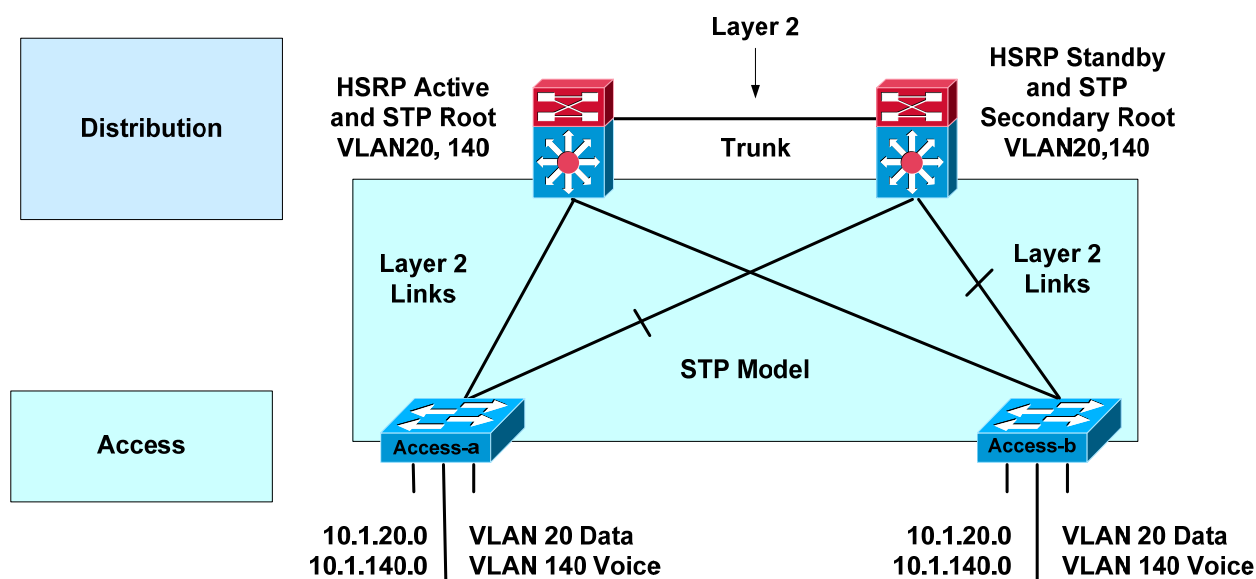 Layer 2
HSRP Active
and STP Root
VLAN20, 140
HSRP Standby
and STP
Secondary Root
VLAN20,140
Distribution
Trunk
Layer 2
Links
Layer 2
Links
STP Model
Access
Access-a
Access-b
10.1.20.0 VLAN 20 Data
10.1.140.0 VLAN 140 Voice
10.1.20.0 VLAN 20 Data
10.1.140.0 VLAN 140 Voice